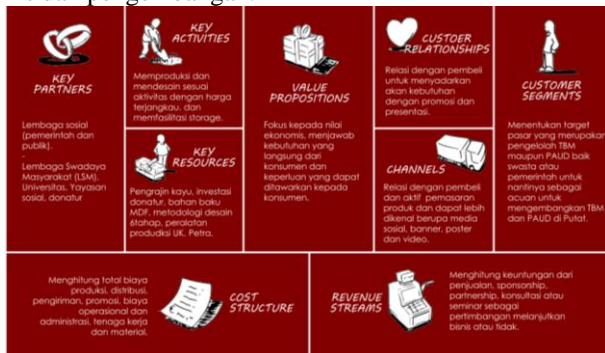 KEY
PARTNERS
Lembaga sosial
(pemerintah dan
publik).
-
Lembaga Swadaya
Masyarakat (LSM),
Universitas, Yayasan
sosial, donatur
KEY
ACTIVITIES
Memproduksi dan
mendesain sesuai
aktivitas dengan harga
terjangkau, dan
memfasilitasi storage.
KEY
RESOURCES
Pengrajin kayu, investasi
donatur, bahan baku
MDF, metodologi desain
6tahap, peralatan
produdksi UK. Petra.
VALUE
PROPOSITIONS
Fokus kepada nilai
ekonomis, menjawab
kebutuhan yang
langsung dari
konsumen dan
keperluan yang dapat
ditawarkan kepada
konsumen.
CUSTOER
RELATIONSHIPS
Relasi dengan pembeli
untuk menyadarkan
akan kebutuhan
dengan promosi dan
presentasi.
CHANNELS
Relasi dengan pembeli
dan aktif pemasaran
produk dan dapat lebih
dikenal berupa media
sosial, banner, poster
dan video.
CUSTOMER
SEGMENTS
Menentukan target
pasar yang merupakan
pengelolah TBM
maupun PAUD baik
swasta atau
pemerintah untuk
nantinya sebagai
acuan untuk
mengembangkan TBM
dan PAUD di Putat.
Menghitung total biaya
produksi, distribusi,
pengiriman, promosi, biaya
operasional dan
administrasi, tenaga kerja
dan material.
COST
STRUCTURE
REVENUE
STREAMS
Menghitung keuntungan dari
penjualan, sponsorship,
partnership, konsultasi atau
seminar sebagai
pertimbangan melanjutkan
bisnis atau tidak.